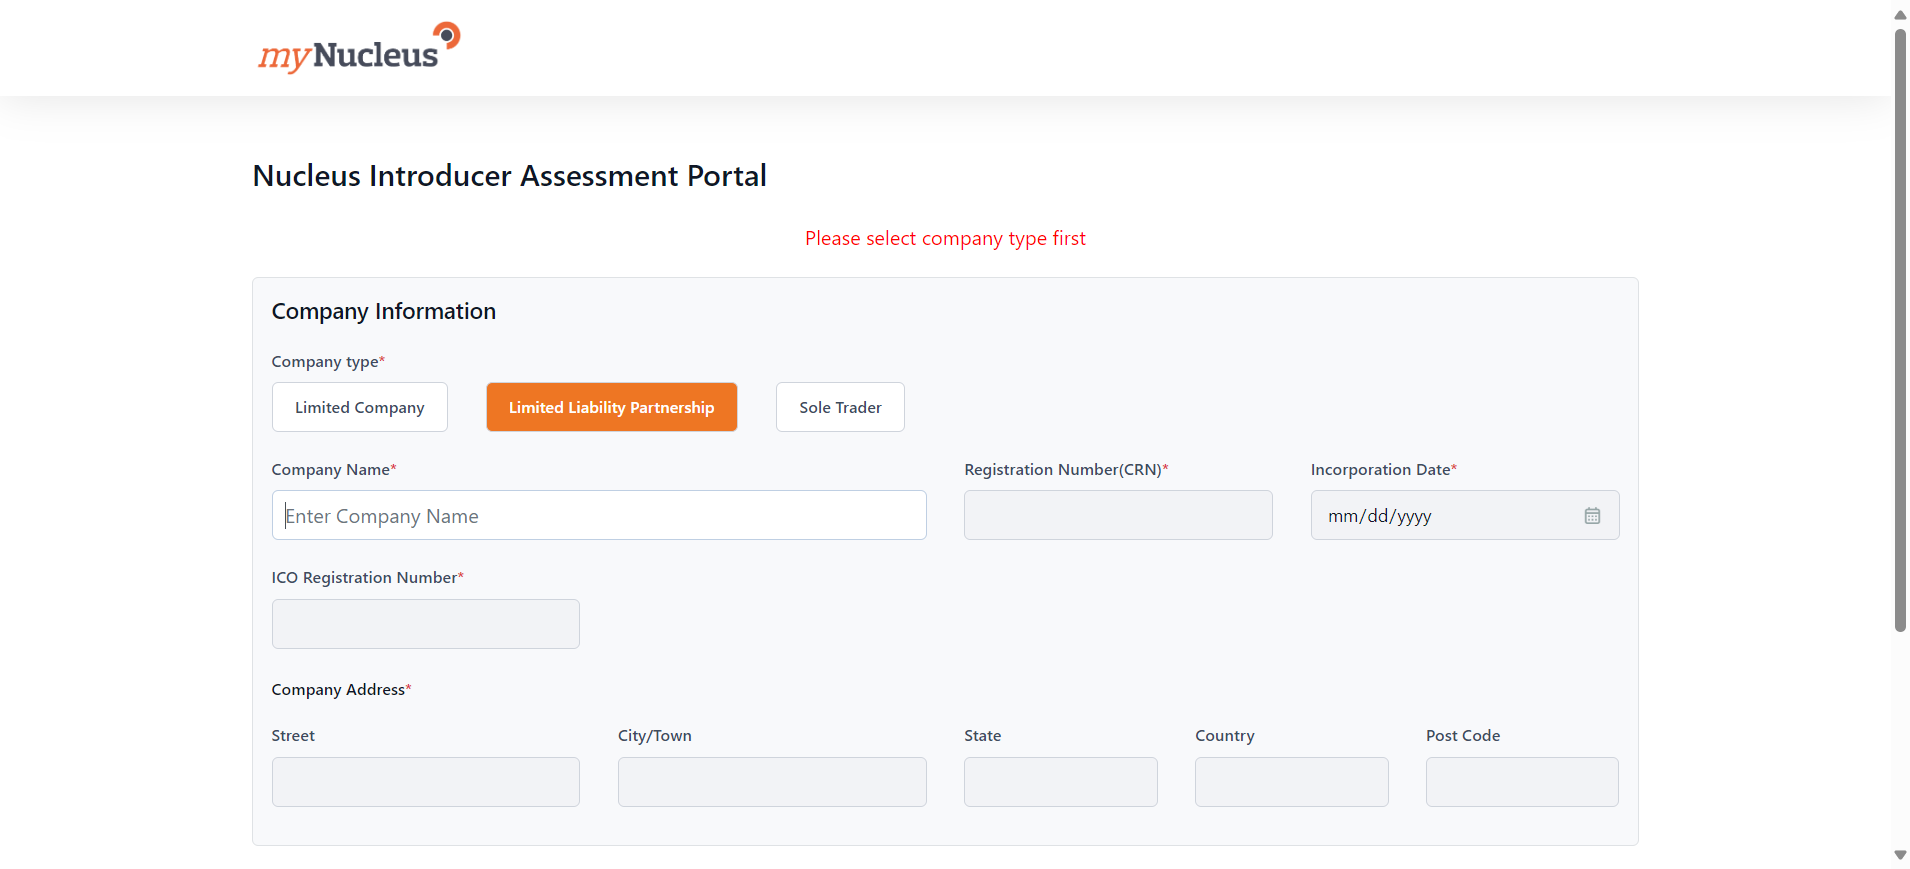 myNucleus
Nucleus Introducer Assessment Portal
Please select company type first
Company Information
Company type*
Limited Company
Limited Liability Partnership
Sole Trader
Company Name*
Registration Number(CRN)*
Incorporation Date*
Enter Company Name
mm/dd/yyyy
ICO Registration Number*
Company Address*
Street
City/Town
State
Country
Post Code